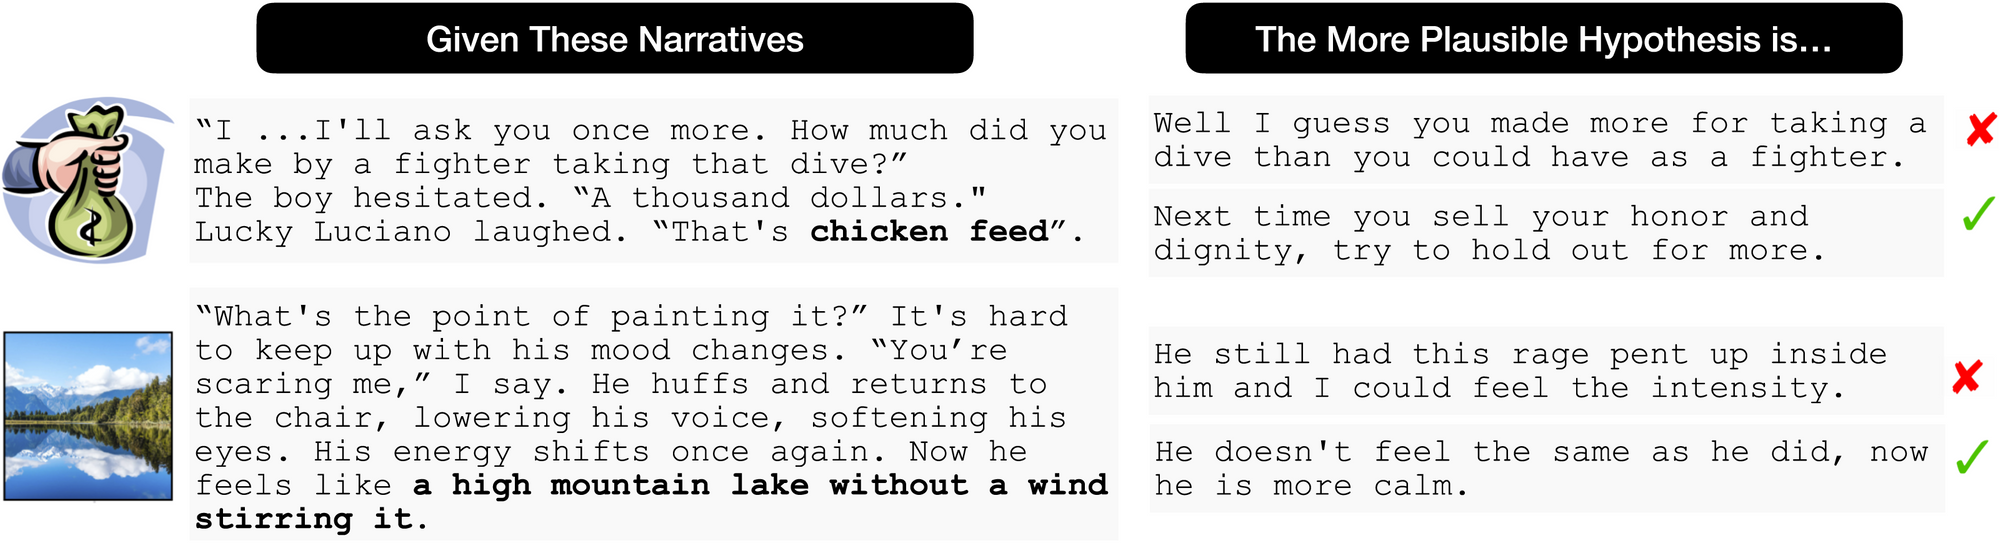 Given These Narratives
The More Plausible Hypothesis is...
“I ...I'll ask you once more. How much did you
make by a fighter taking that dive?”
The boy hesitated. “A thousand dollars."
Lucky Luciano laughed. “That's chicken feed”.
Well I guess you made more for taking a
dive than you could have as a fighter.
Next time you sell your honor and
dignity, try to hold out for more.
“What's the point of painting it?” It's hard
to keep up with his mood changes. “You’re
scaring me,” I say. He huffs and returns to
the chair, lowering his voice, softening his
eyes. His energy shifts once again. Now he
feels like a high mountain lake without a wind
stirring it.
He still had this rage pent up inside
him and I could feel the intensity.
He doesn't feel the same as he did, now
he is more calm.